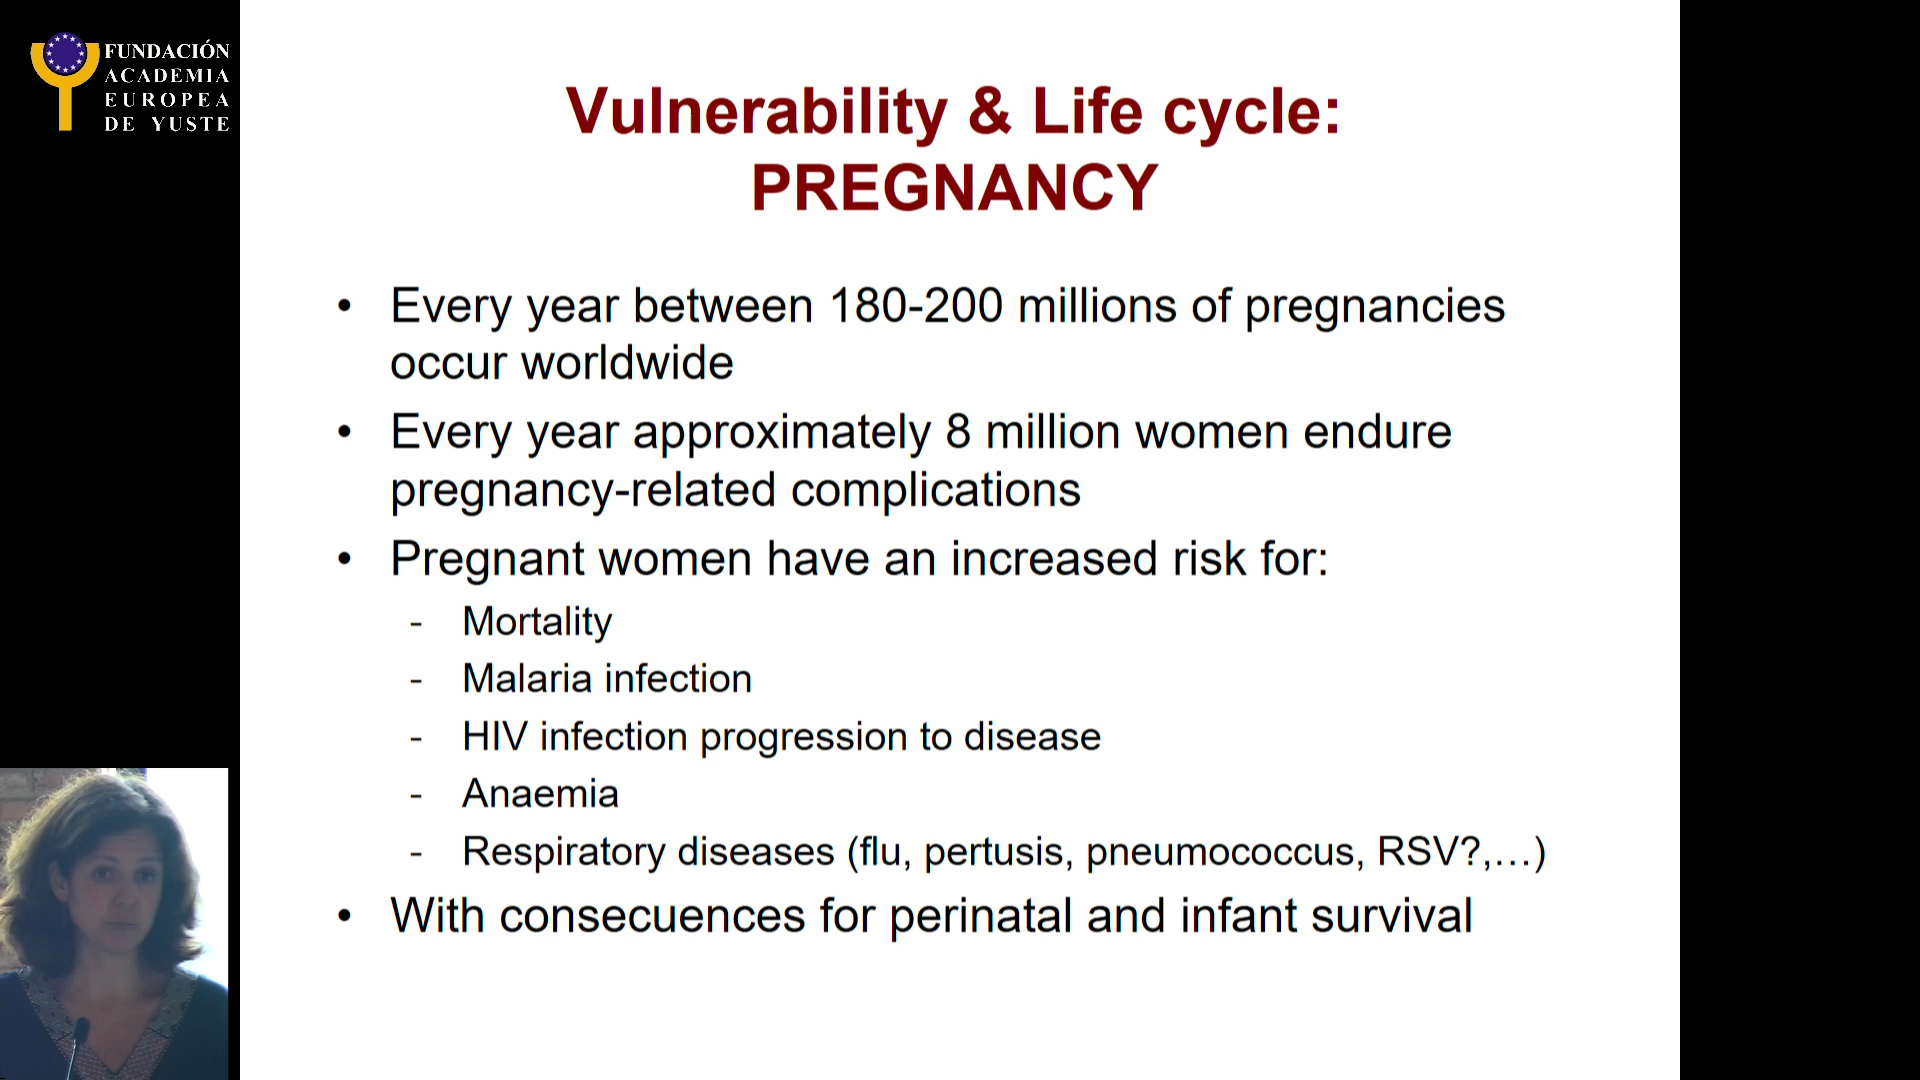 FUNDACIÓN
ACADEMIA
EUROPEA
DE YUSTE
Vulnerability & Life cycle:
PREGNANCY
• Every year between 180-200 millions of pregnancies
occur worldwide
• Every year approximately 8 million women endure
pregnancy-related complications
• Pregnant women have an increased risk for:
- Mortality
- Malaria infection
- HIV infection progression to disease
- Anaemia
- Respiratory diseases (flu, pertusis, pneumococcus, RSV?,…)
• With consecuences for perinatal and infant survival